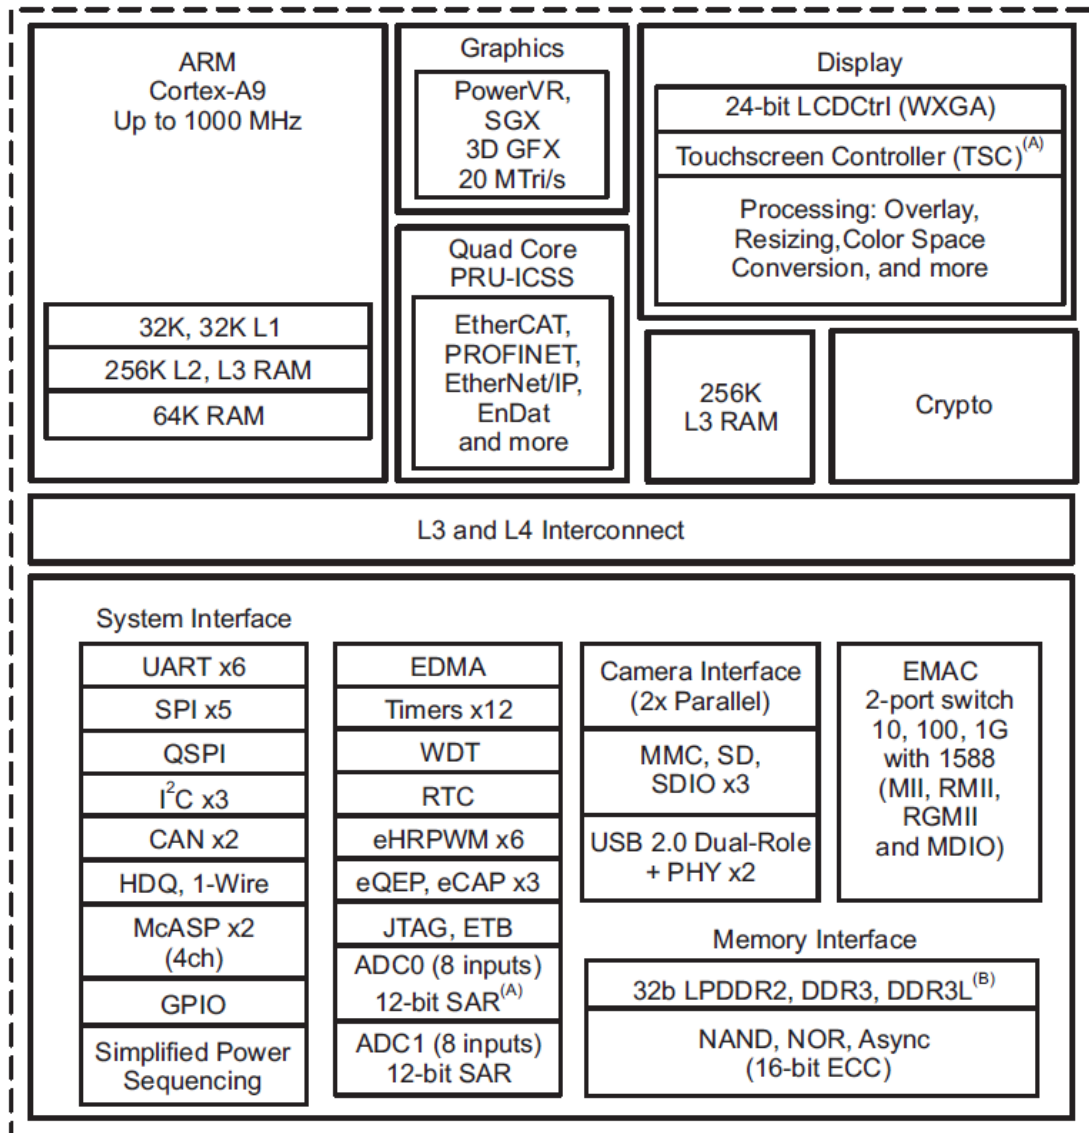 ARM
Cortex-A9
Up to 1000 MHz
32K, 32K L1
256K L2, L3 RAM
64K RAM
Graphics
PowerVR,
SGX
3D GFX
20 MTri/s
Quad Core
PRU-ICSS
EtherCAT,
PROFINET,
EtherNet/IP,
EnDat
and more
Display
24-bit LCDCtrl (WXGA)
Touchscreen Controller (TSC)(A)
Processing: Overlay,
Resizing,Color Space
Conversion, and more
256K
L3 RAM
Crypto
L3 and L4 Interconnect
System Interface
UART x6
SPI x5
QSPI
I2C x3
CAN x2
HDQ, 1-Wire
McASP x2
(4ch)
GPIO
Simplified Power
Sequencing
EDMA
Timers x12
WDT
RTC
eHRPWM x6
eQEP, eCAP x3
JTAG, ETB
ADC0 (8 inputs)
12-bit SAR(A)
ADC1 (8 inputs)
12-bit SAR
Camera Interface
(2x Parallel)
MMC, SD,
SDIO x3
USB 2.0 Dual-Role
+ PHY x2
EMAC
2-port switch
10, 100, 1G
with 1588
(MII, RMII,
RGMII
and MDIO)
Memory Interface
32b LPDDR2, DDR3, DDR3L(B)
NAND, NOR, Async
(16-bit ECC)